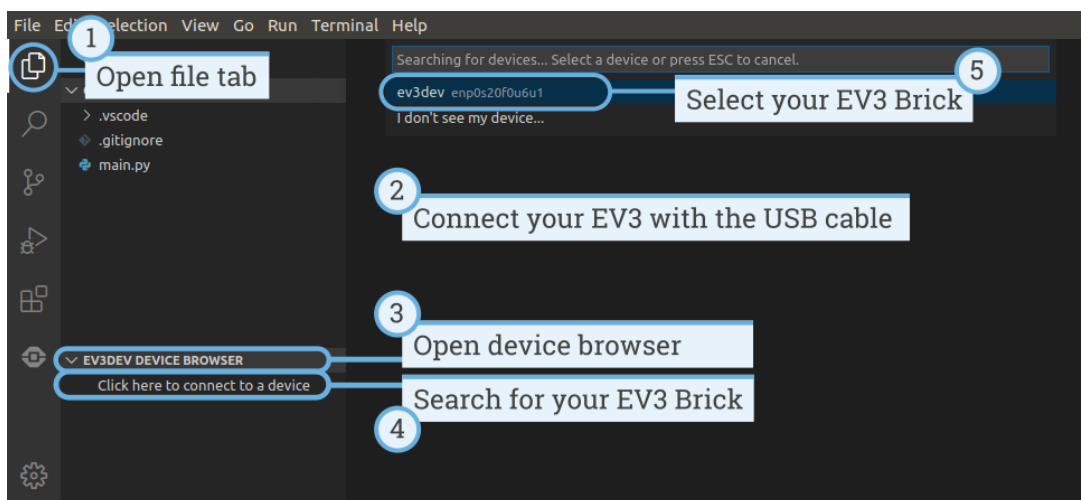 File Edi Selection View Go Run Terminal Help
1
Open file tab
.vscode
.gitignore
main.py
Searching for devices... Select a device or press ESC to cancel.
ev3dev enp0s20f0u6u1
I don't see my device...
5
Select your EV3 Brick
2
Connect your EV3 with the USB cable
3
Open device browser
EV3DEV DEVICE BROWSER
Click here to connect to a device
Search for your EV3 Brick
4